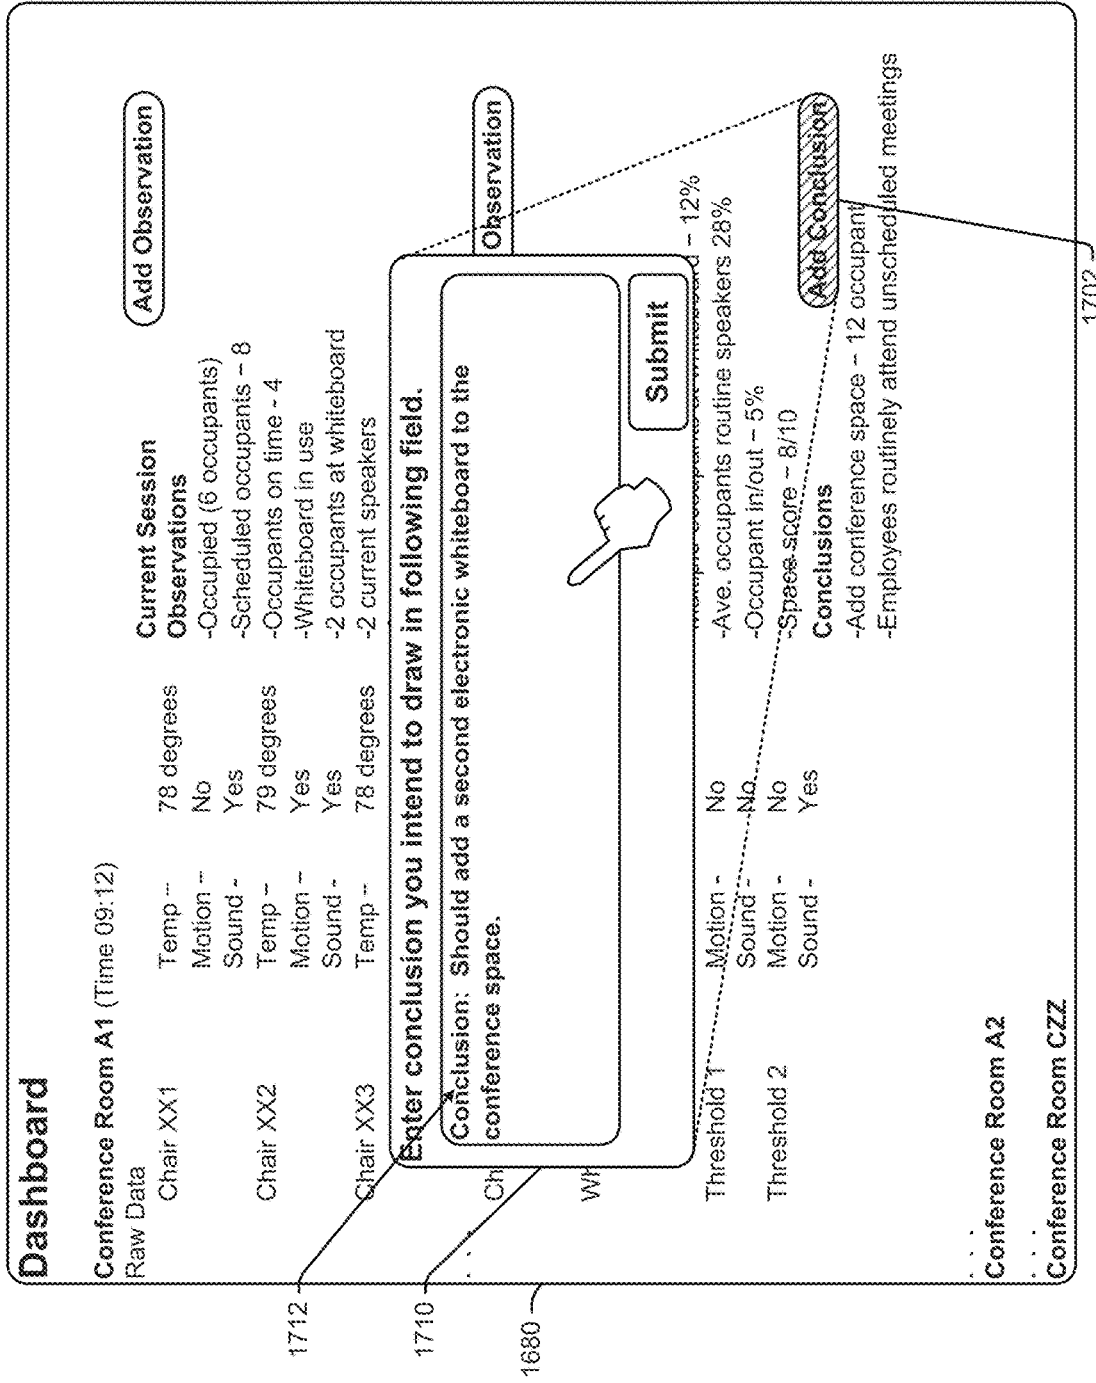 Dashboard
Conference Room A1 (Time 09:12)
Raw Data
Chair XX1
Temp – 78 degrees
Motion – No
Sound - Yes
Chair XX2
Temp – 79 degrees
Motion – Yes
Sound - Yes
Chair XX3
Temp – 78 degrees
Current Session
Observations
-Occupied (6 occupants)
-Scheduled occupants – 8
-Occupants on time - 4
-Whiteboard in use
-2 occupants at whiteboard
-2 current speakers
Add Observation
Enter conclusion you intend to draw in following field.
Conclusion: Should add a second electronic whiteboard to the
conference space.
Submit
Observation
Ch
Wh
– 12%
-Ave. occupants routine speakers 28%
-Occupant in/out – 5%
-Space score – 8/10
Threshold 1
Motion - No
Sound - No
Threshold 2
Motion - No
Sound - Yes
Conclusions
Add Conclusion
-Add conference space – 12 occupant
-Employees routinely attend unscheduled meetings
. . .
Conference Room A2
. . .
Conference Room CZZ
1712
1710
1680
1702